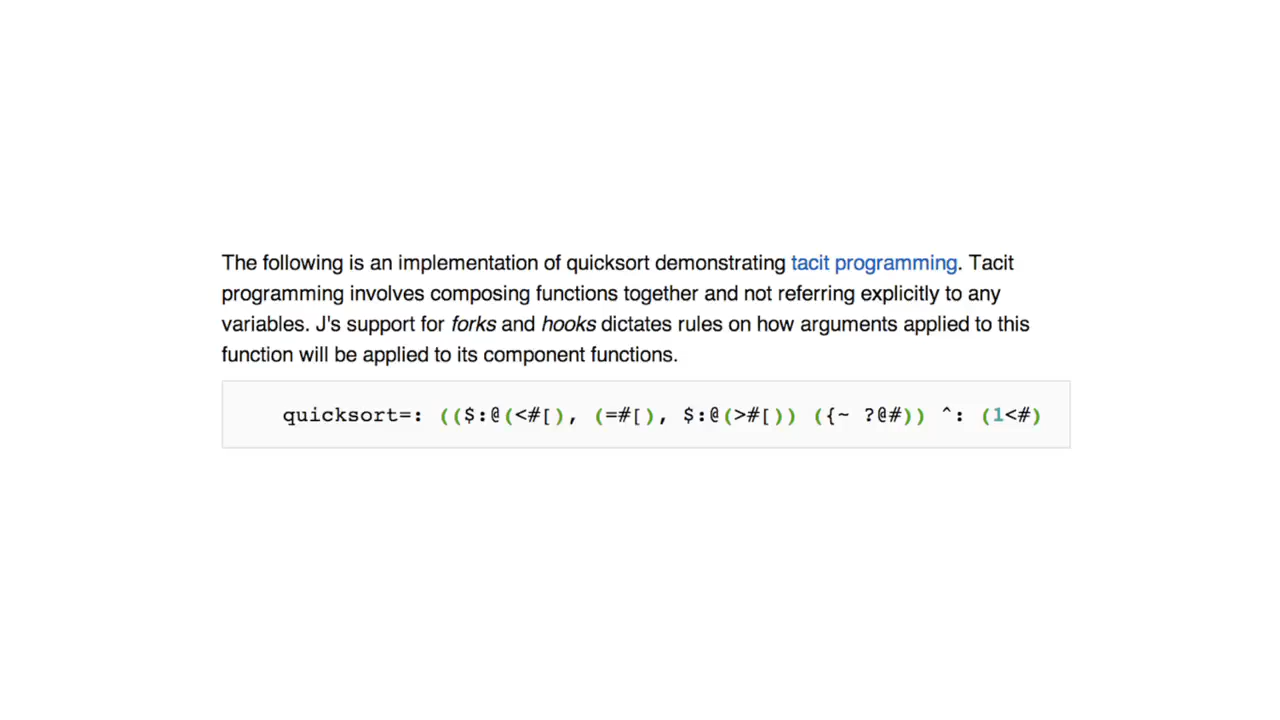 The following is an implementation of quicksort demonstrating tacit programming. Tacit
programming involves composing functions together and not referring explicitly to any
variables. J's support for forks and hooks dictates rules on how arguments applied to this
function will be applied to its component functions.
quicksort=: (($:@(<#[), (=#[), $:@(>#[)) ({~ ?@#)) ^: (1<#)